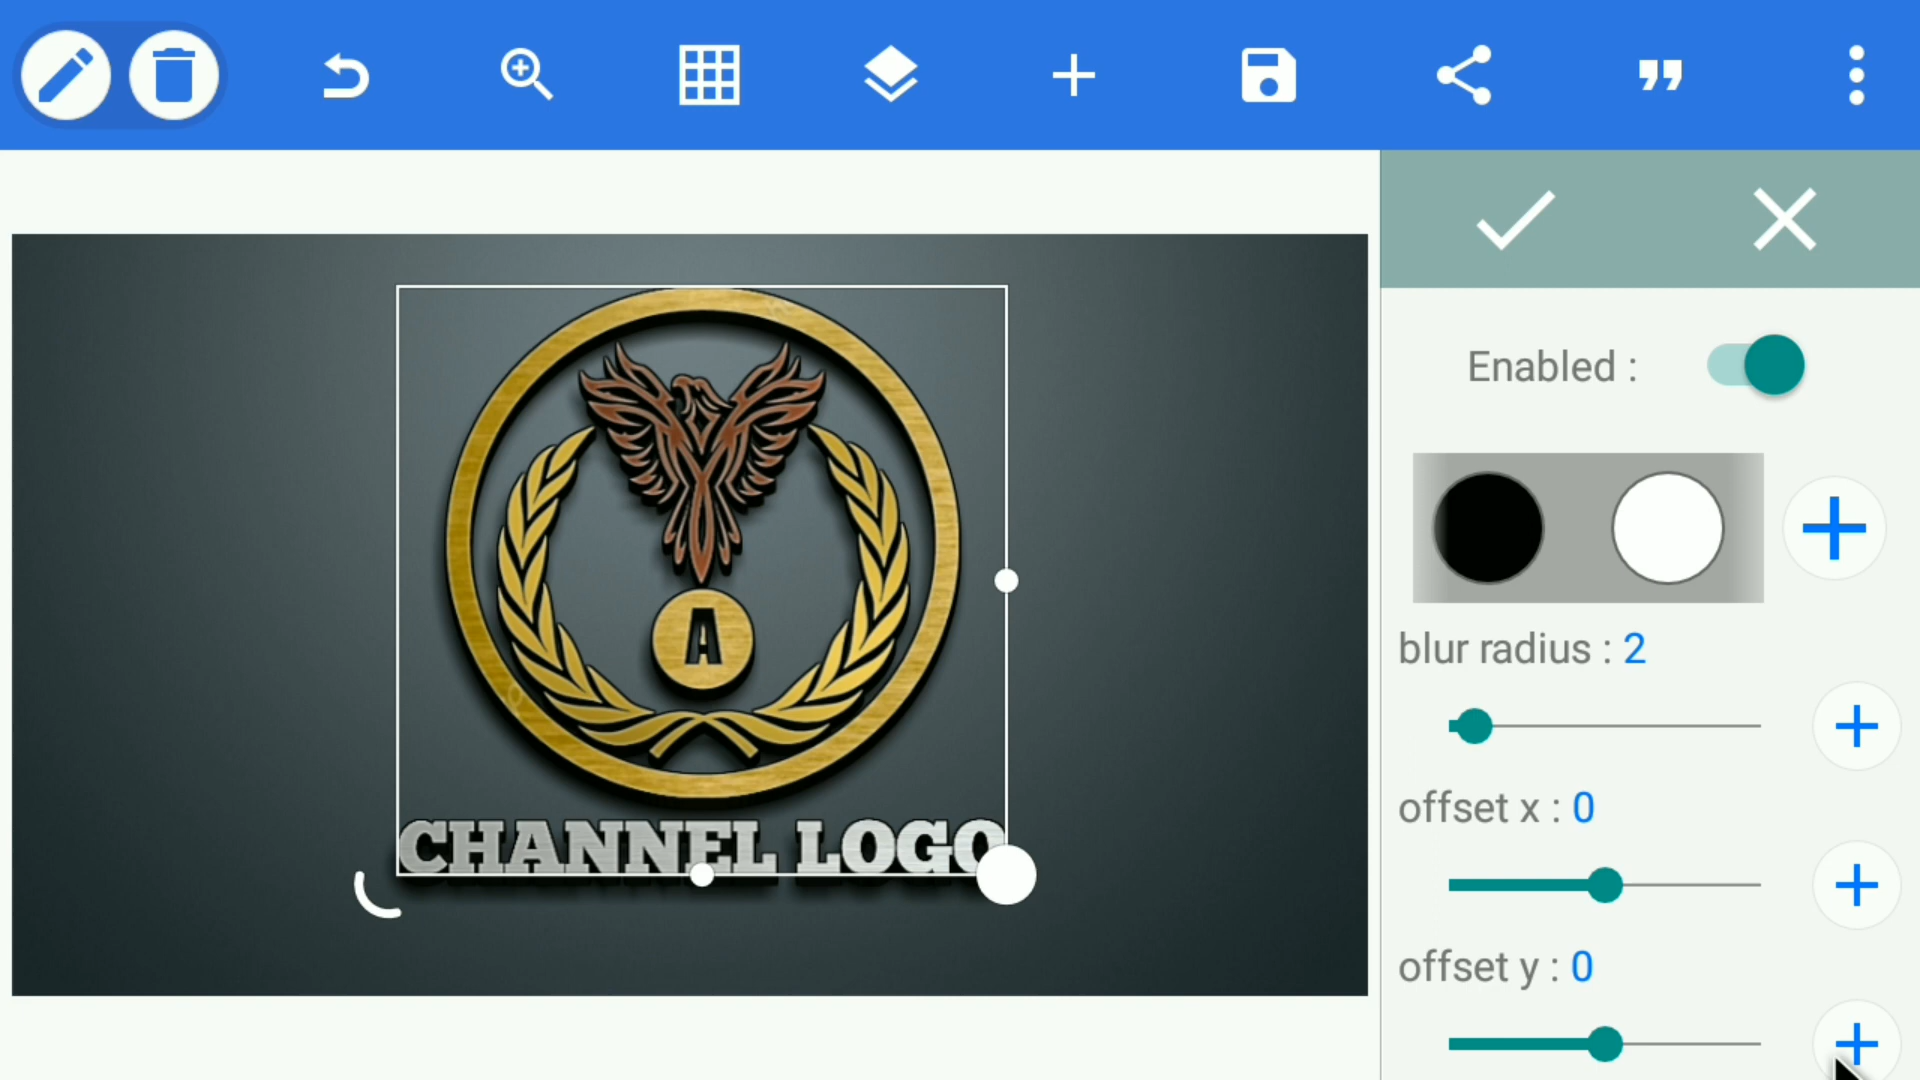 Enabled :
blur radius : 2
offset x : 0
offset y : 0
A
CHANNEL LOGO